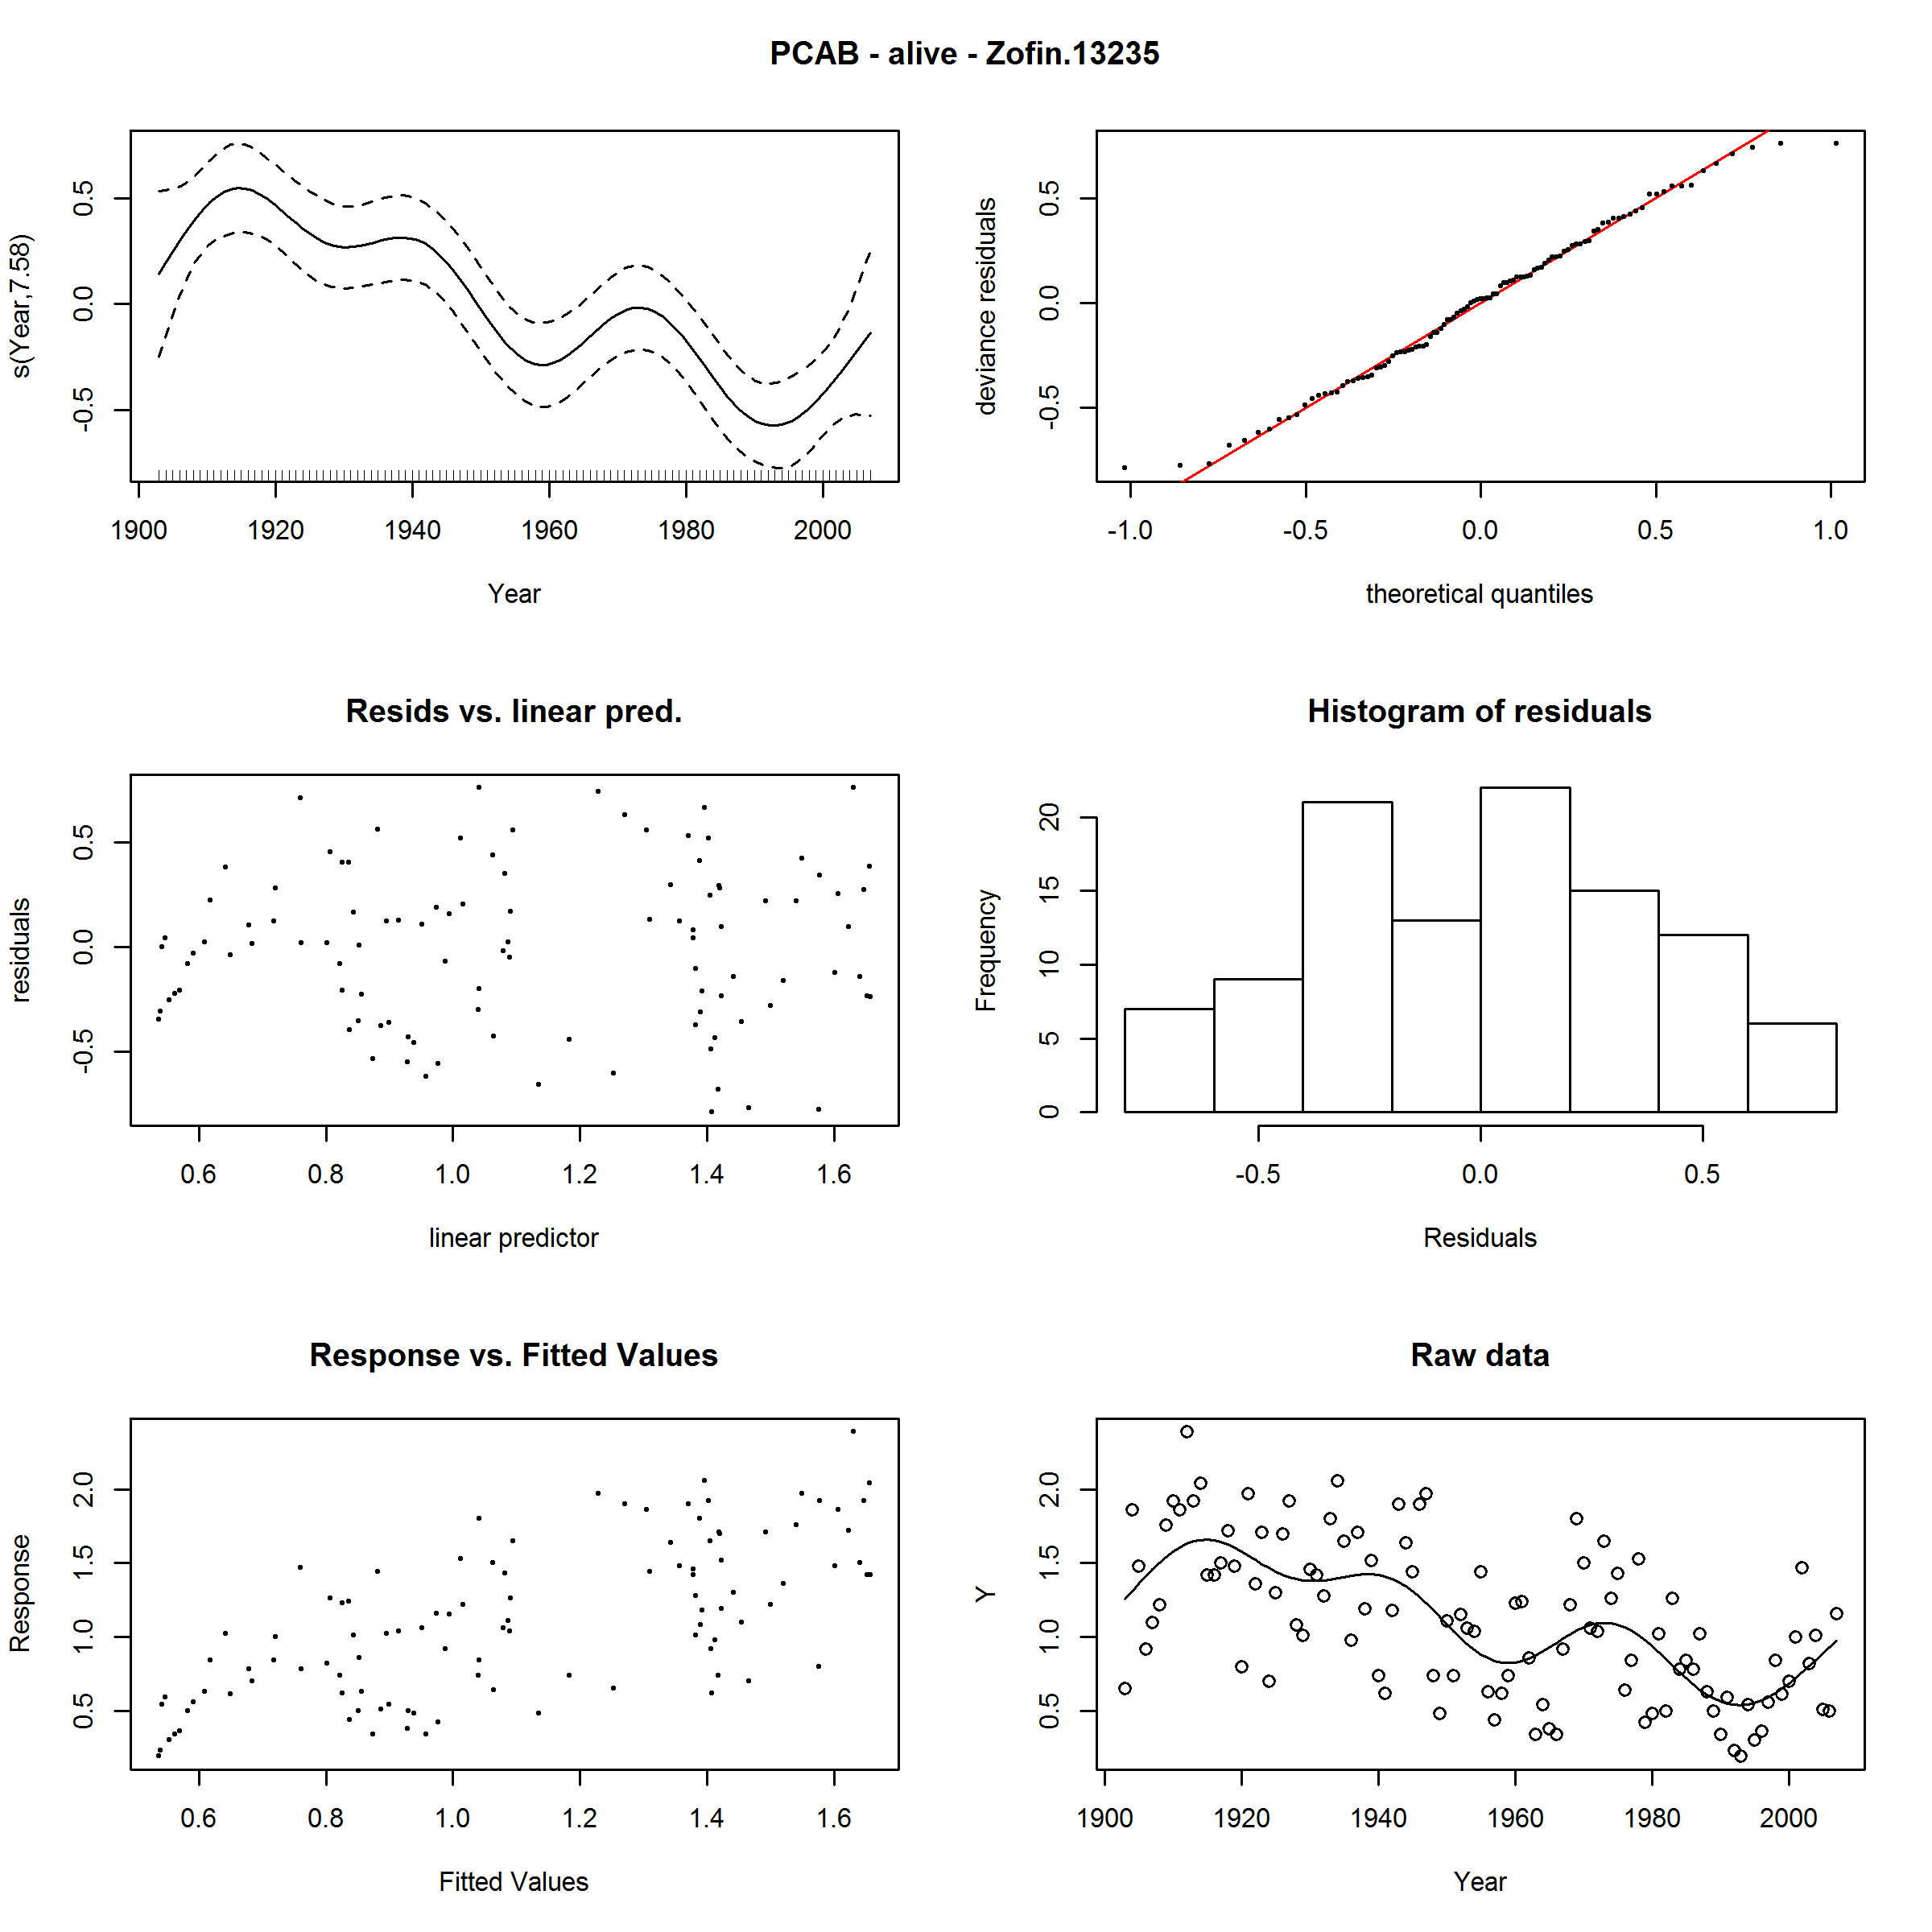 PCAB - alive - Zofin.13235
s(Year,7.58)
-0.5 0.0 0.5
1900 1920 1940 1960 1980 2000
Year
deviance residuals
-0.5 0.0 0.5
-1.0 -0.5 0.0 0.5 1.0
theoretical quantiles
Resids vs. linear pred.
residuals
-0.5 0.0 0.5
0.6 0.8 1.0 1.2 1.4 1.6
linear predictor
Histogram of residuals
Frequency
0 5 10 15 20
-0.5 0.0 0.5
Residuals
Response vs. Fitted Values
Response
0.5 1.0 1.5 2.0
0.6 0.8 1.0 1.2 1.4 1.6
Fitted Values
Raw data
Y
0.5 1.0 1.5 2.0
1900 1920 1940 1960 1980 2000
Year